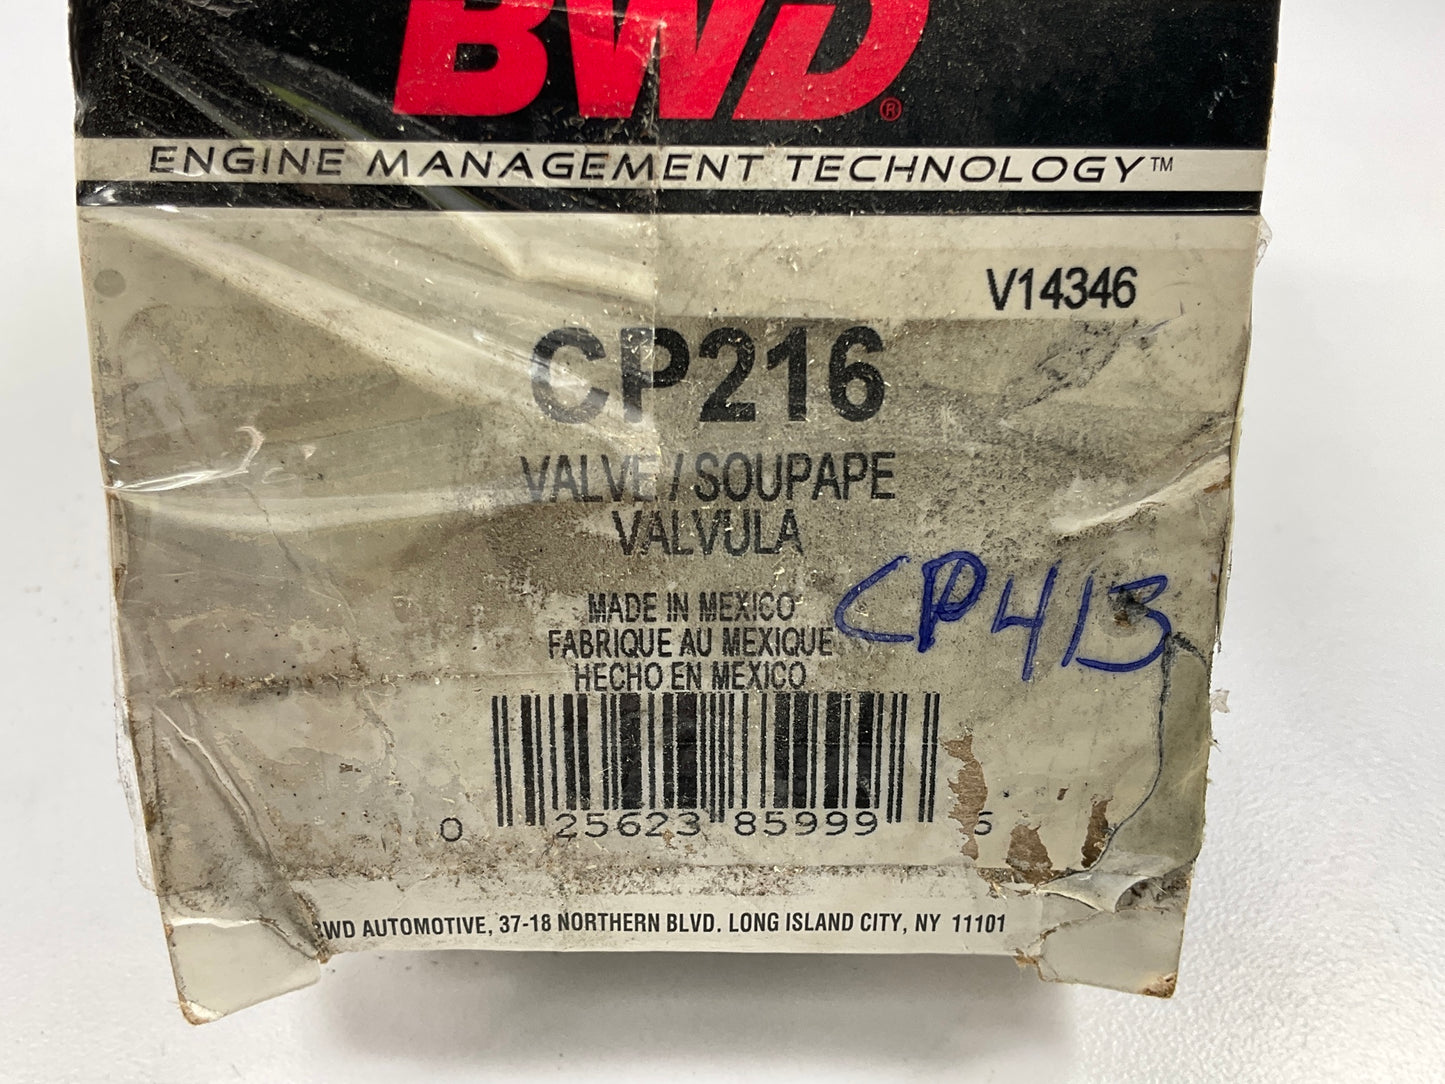 BWD®
ENGINE MANAGEMENT TECHNOLOGY™
V14346
CP216
VALVE / SOUPAPE
VALVULA
CP413
MADE IN MEXICO
FABRIQUE AU MEXIQUE
HECHO EN MEXICO
0 25623 85999 6
BWD AUTOMOTIVE, 37-18 NORTHERN BLVD. LONG ISLAND CITY, NY 11101